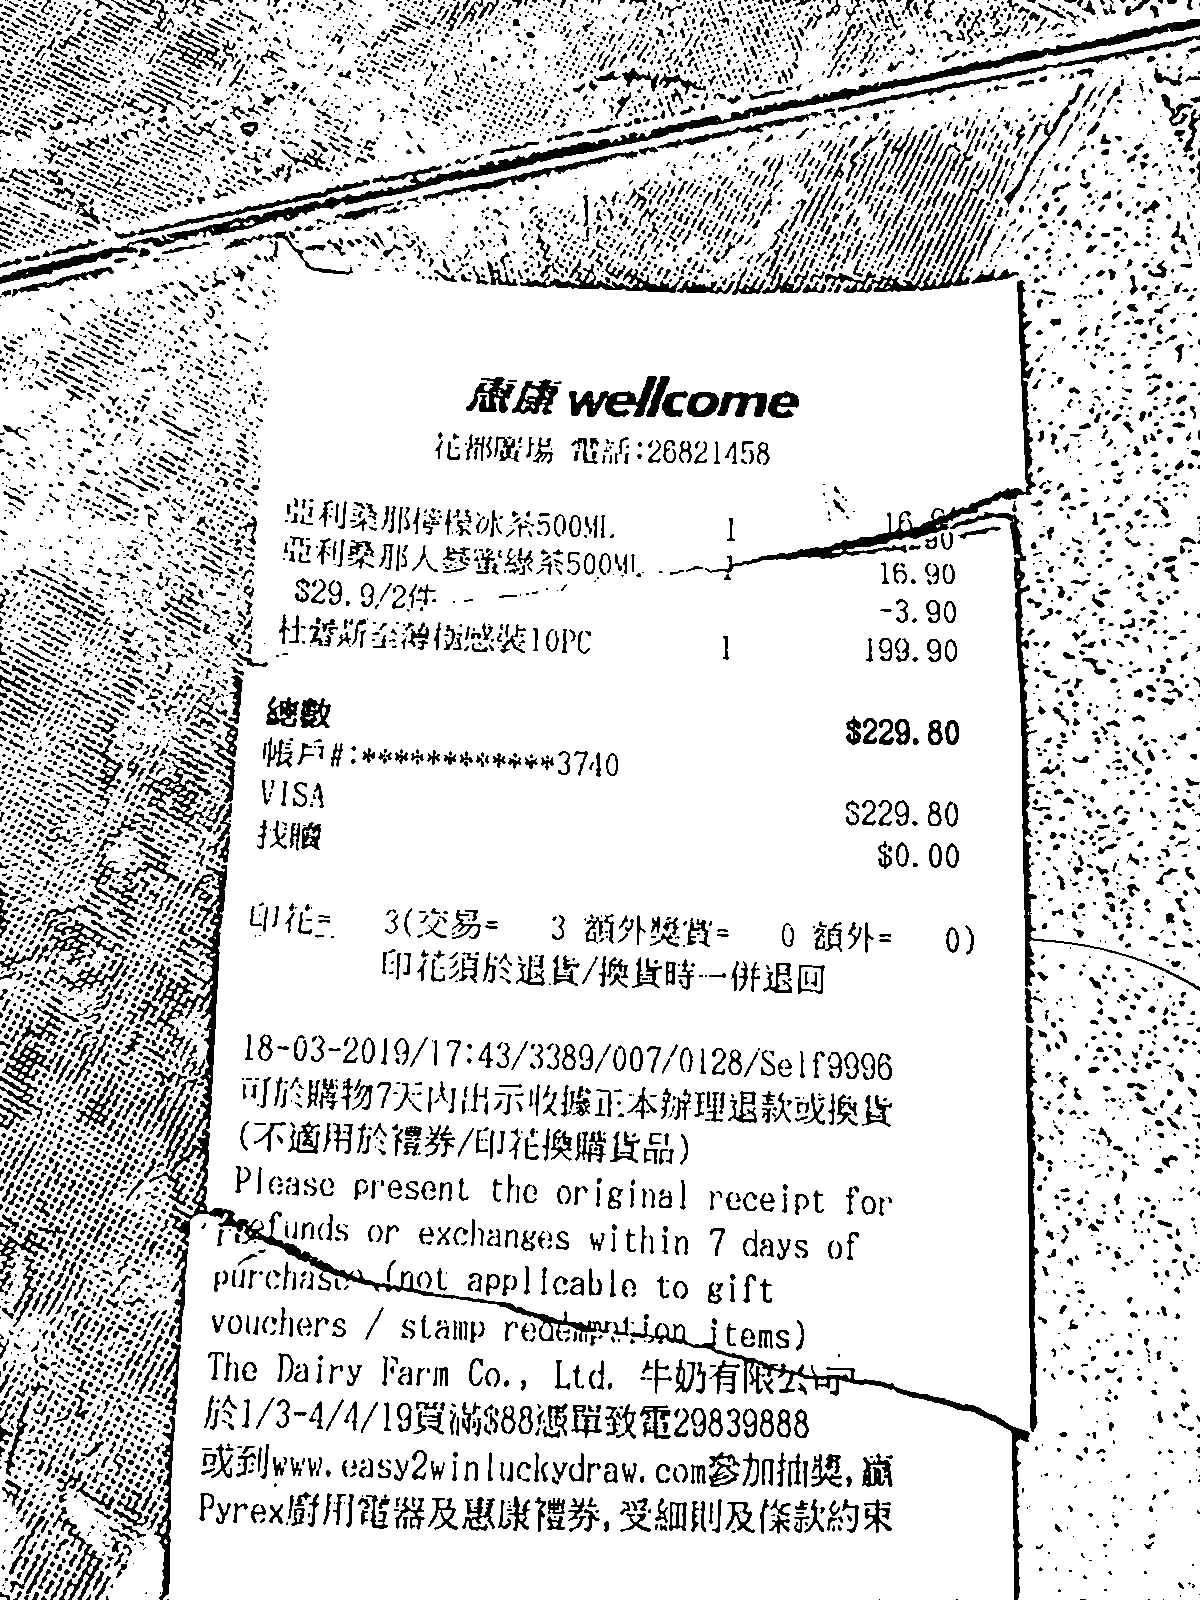 惠康 wellcome
花都廣場 電話:26821458
亞利桑那檸檬冰茶500ML 1 16.90
亞利桑那人參蜜綠茶500ML 1 16.90
$29.9/2件 -3.90
杜蕾斯至薄倍感裝10PC 1 199.90
總數 $229.80
帳戶#:************3740
VISA $229.80
找贖 $0.00
印花= 3(交易= 3 額外獎賞= 0 額外= 0)
印花須於退貨/換貨時一併退回
18-03-2019/17:43/3389/007/0128/Self9996
可於購物7天內出示收據正本辦理退款或換貨
(不適用於禮券/印花換購貨品)
Please present the original receipt for
refunds or exchanges within 7 days of
purchase (not applicable to gift
vouchers / stamp redemption items)
The Dairy Farm Co., Ltd. 牛奶有限公司
於1/3-4/4/19買滿$88憑單致電29839888
或到www.easy2winluckydraw.com參加抽獎,贏
Pyrex廚用電器及惠康禮券,受細則及條款約束